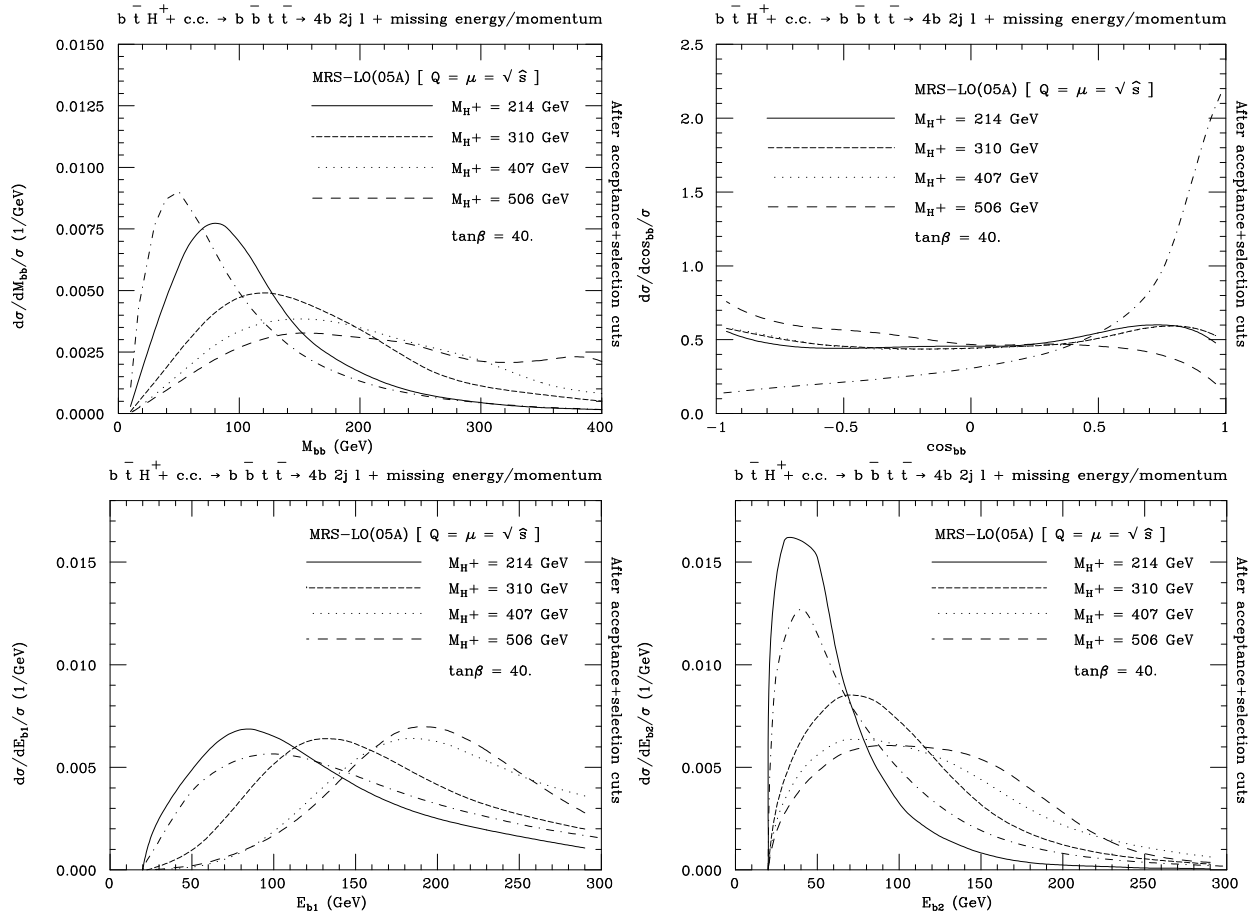 b t̄ H⁺ + c.c. → b b̄ t t̄ → 4b 2j l + missing energy/momentum
MRS-LO(05A) [ Q = μ = √ ŝ ]
M_H+ = 214 GeV
M_H+ = 310 GeV
M_H+ = 407 GeV
M_H+ = 506 GeV
tanβ = 40.
0.0150
0.0125
0.0100
0.0075
0.0050
0.0025
0.0000
0 100 200 300 400
M_bb (GeV)
dσ/dM_bb/σ (1/GeV)
After acceptance+selection cuts
b t̄ H⁺ + c.c. → b b̄ t t̄ → 4b 2j l + missing energy/momentum
MRS-LO(05A) [ Q = μ = √ ŝ ]
M_H+ = 214 GeV
M_H+ = 310 GeV
M_H+ = 407 GeV
M_H+ = 506 GeV
tanβ = 40.
2.5
2.0
1.5
1.0
0.5
0.0
−1 −0.5 0 0.5 1
cos_bb
dσ/dcos_bb/σ
After acceptance+selection cuts
b t̄ H⁺ + c.c. → b b̄ t t̄ → 4b 2j l + missing energy/momentum
MRS-LO(05A) [ Q = μ = √ ŝ ]
M_H+ = 214 GeV
M_H+ = 310 GeV
M_H+ = 407 GeV
M_H+ = 506 GeV
tanβ = 40.
0.015
0.010
0.005
0.000
0 50 100 150 200 250 300
E_b1 (GeV)
dσ/dE_b1/σ (1/GeV)
After acceptance+selection cuts
b t̄ H⁺ + c.c. → b b̄ t t̄ → 4b 2j l + missing energy/momentum
MRS-LO(05A) [ Q = μ = √ ŝ ]
M_H+ = 214 GeV
M_H+ = 310 GeV
M_H+ = 407 GeV
M_H+ = 506 GeV
tanβ = 40.
0.015
0.010
0.005
0.000
0 50 100 150 200 250 300
E_b2 (GeV)
dσ/dE_b2/σ (1/GeV)
After acceptance+selection cuts